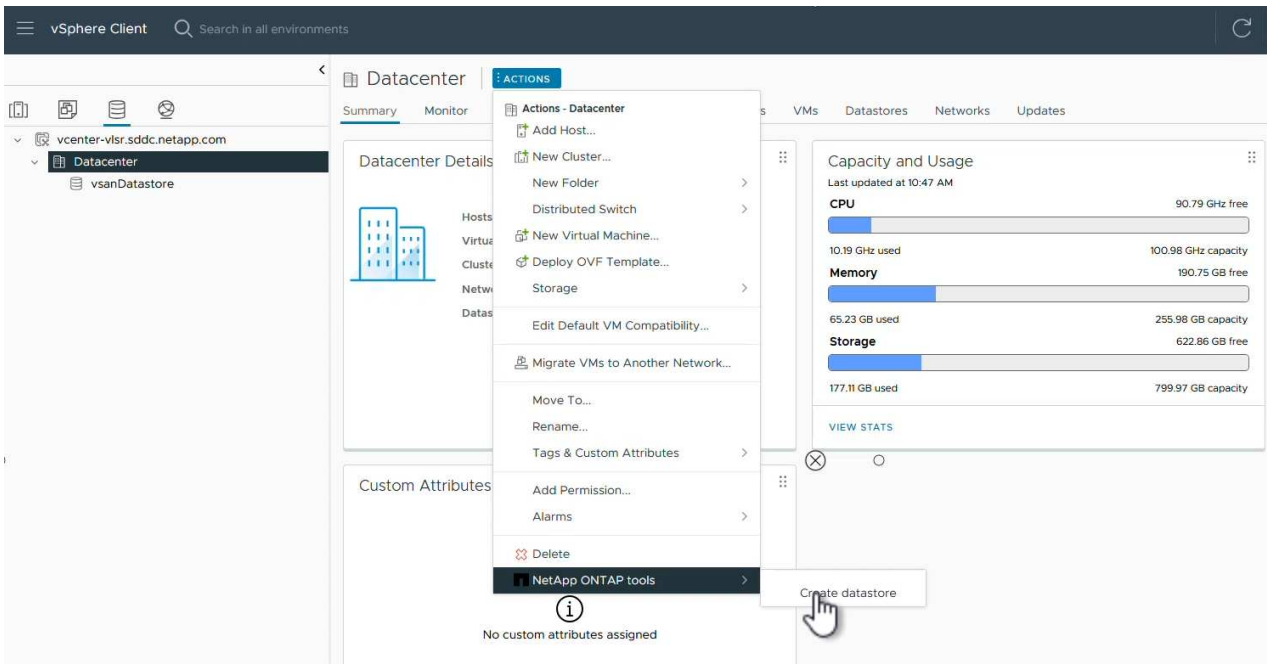 vSphere Client
Search in all environments
vcenter-vlsr.sddc.netapp.com
Datacenter
vsanDatastore
Datacenter
ACTIONS
Summary
Monitor
s
VMs
Datastores
Networks
Updates
Actions - Datacenter
Add Host...
New Cluster...
New Folder
Distributed Switch
New Virtual Machine...
Deploy OVF Template...
Storage
Edit Default VM Compatibility...
Migrate VMs to Another Network...
Move To...
Rename...
Tags & Custom Attributes
Add Permission...
Alarms
Delete
NetApp ONTAP tools
Create datastore
Datacenter Details
Hosts
Virtua
Cluste
Netw
Datas
Capacity and Usage
Last updated at 10:47 AM
CPU
90.79 GHz free
10.19 GHz used
100.98 GHz capacity
Memory
190.75 GB free
65.23 GB used
255.98 GB capacity
Storage
622.86 GB free
177.11 GB used
799.97 GB capacity
VIEW STATS
Custom Attributes
No custom attributes assigned